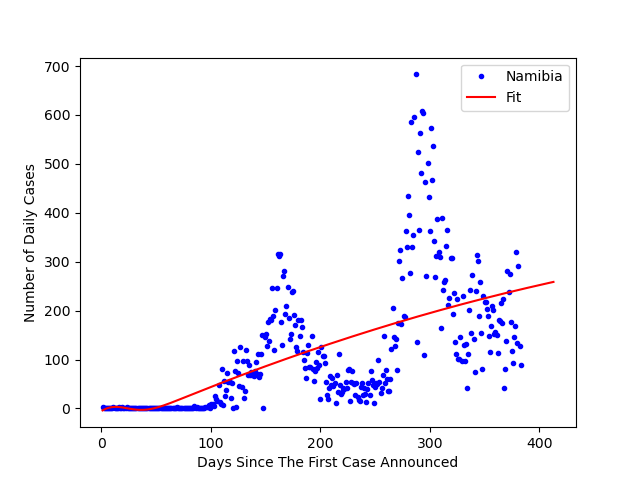 700
600
500
400
300
200
100
0
Number of Daily Cases
Namibia
Fit
0 100 200 300 400
Days Since The First Case Announced